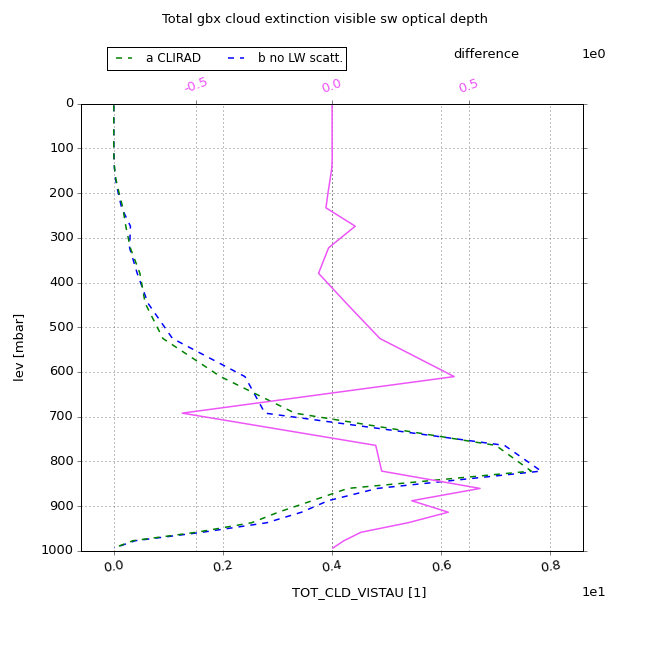 Total gbx cloud extinction visible sw optical depth
a CLIRAD
b no LW scatt.
difference
1e0
-0.5
0.0
0.5
0
100
200
300
400
500
600
700
800
900
1000
lev [mbar]
0.0
0.2
0.4
0.6
0.8
TOT_CLD_VISTAU [1]
1e1